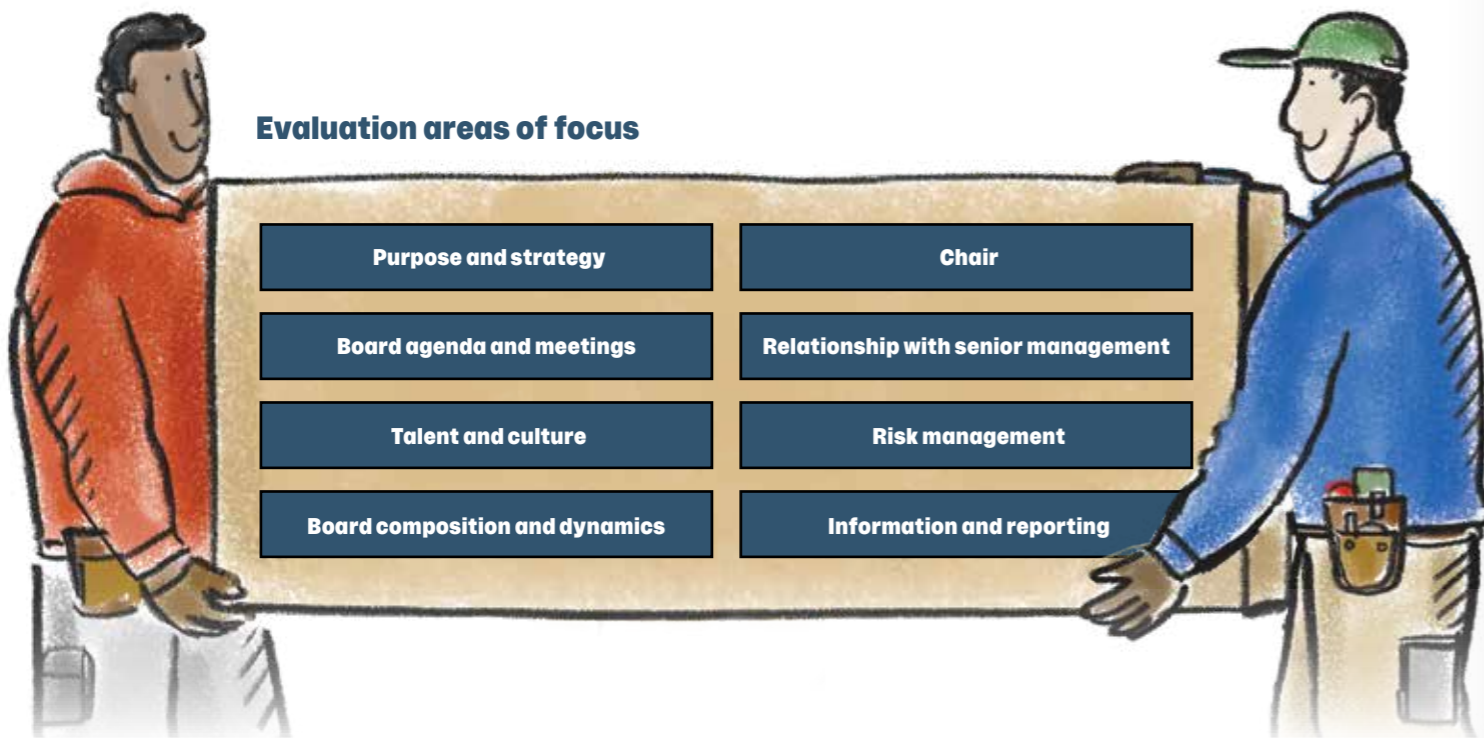 Evaluation areas of focus
Purpose and strategy
Chair
Board agenda and meetings
Relationship with senior management
Talent and culture
Risk management
Board composition and dynamics
Information and reporting